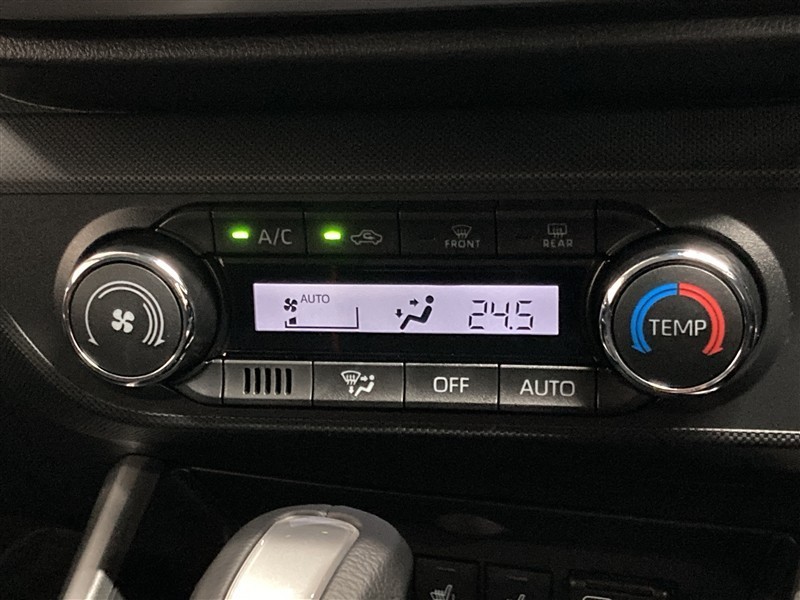 A/C
FRONT
REAR
AUTO
24.5
TEMP
OFF
AUTO